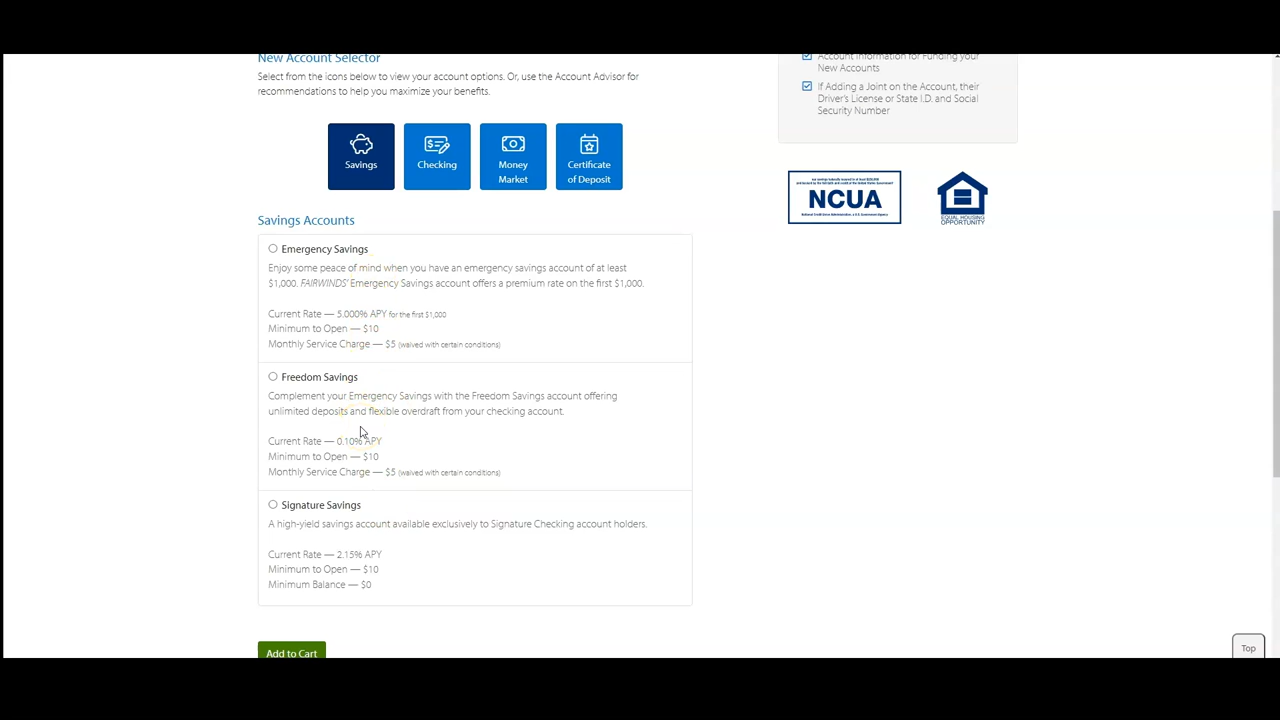 New Account Selector
Select from the icons below to view your account options. Or, use the Account Advisor for
recommendations to help you maximize your benefits.
Savings
Checking
Money
Market
Certificate
of Deposit
Savings Accounts
Emergency Savings
Enjoy some peace of mind when you have an emergency savings account of at least
$1,000. FAIRWINDS' Emergency Savings account offers a premium rate on the first $1,000.
Current Rate — 5.000% APY for the first $1,000
Minimum to Open — $10
Monthly Service Charge — $5 (waived with certain conditions)
Freedom Savings
Complement your Emergency Savings with the Freedom Savings account offering
unlimited deposits and flexible overdraft from your checking account.
Current Rate — 0.10% APY
Minimum to Open — $10
Monthly Service Charge — $5 (waived with certain conditions)
Signature Savings
A high-yield savings account available exclusively to Signature Checking account holders.
Current Rate — 2.15% APY
Minimum to Open — $10
Minimum Balance — $0
Add to Cart
Account Information for Funding your
New Accounts
If Adding a Joint on the Account, their
Driver's License or State I.D. and Social
Security Number
NCUA
National Credit Union Administration, a U.S. Government Agency
EQUAL HOUSING
OPPORTUNITY
Top